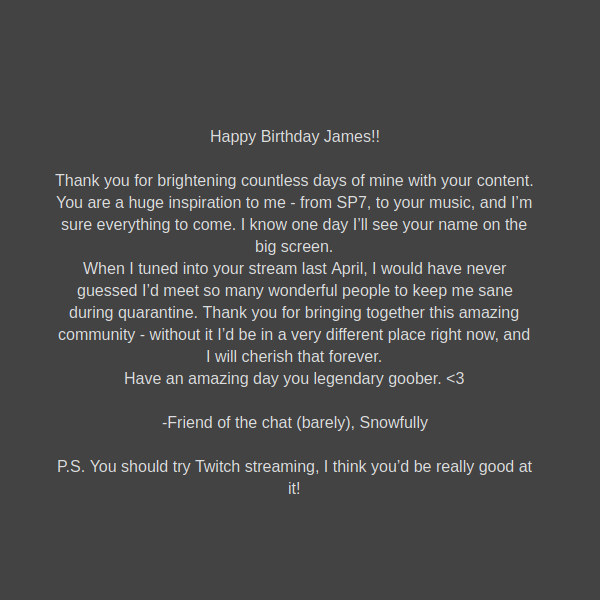 Happy Birthday James!!
Thank you for brightening countless days of mine with your content.
You are a huge inspiration to me - from SP7, to your music, and I’m
sure everything to come. I know one day I’ll see your name on the
big screen.
When I tuned into your stream last April, I would have never
guessed I’d meet so many wonderful people to keep me sane
during quarantine. Thank you for bringing together this amazing
community - without it I’d be in a very different place right now, and
I will cherish that forever.
Have an amazing day you legendary goober. <3
-Friend of the chat (barely), Snowfully
P.S. You should try Twitch streaming, I think you’d be really good at
it!